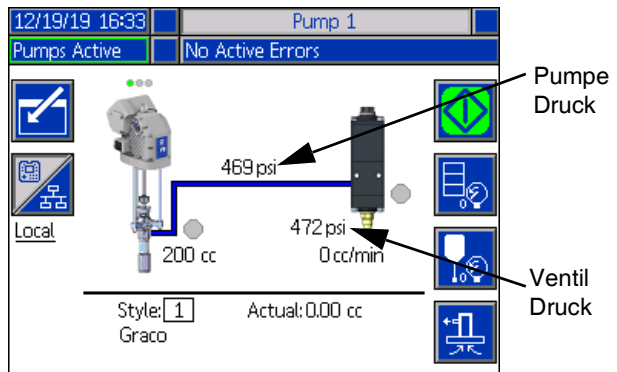 12/19/19 16:33
Pump 1
Pumps Active
No Active Errors
Pumpe
Druck
469 psi
Local
472 psi
200 cc
0 cc/min
Ventil
Druck
Style: 1
Actual: 0.00 cc
Graco